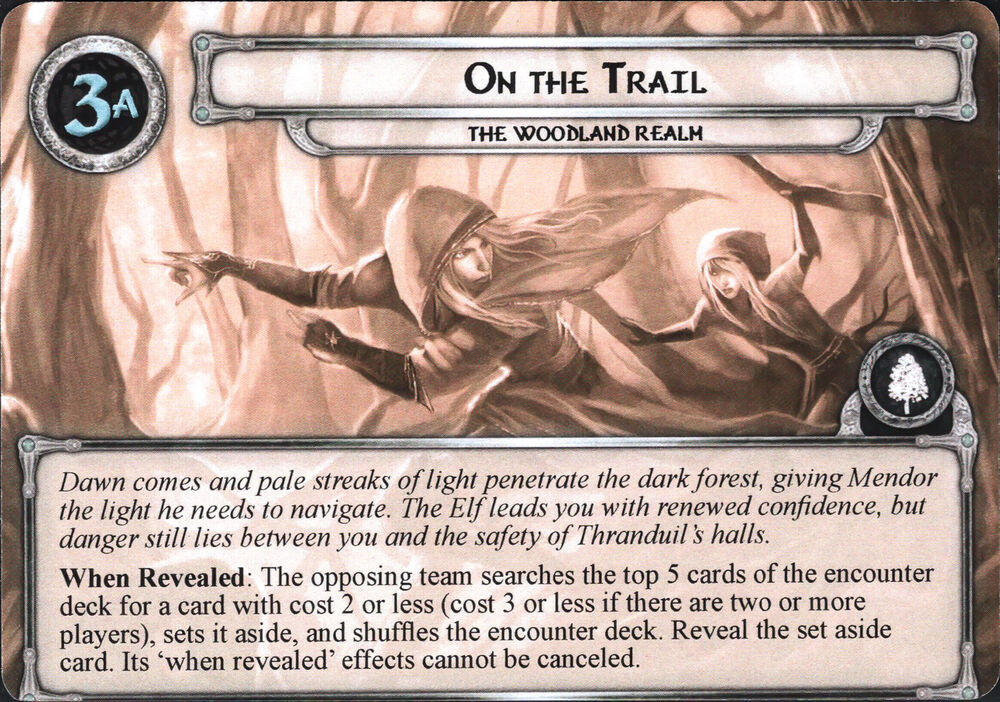 3A
On the Trail
The Woodland Realm
Dawn comes and pale streaks of light penetrate the dark forest, giving Mendor
the light he needs to navigate. The Elf leads you with renewed confidence, but
danger still lies between you and the safety of Thranduil's halls.
When Revealed: The opposing team searches the top 5 cards of the encounter
deck for a card with cost 2 or less (cost 3 or less if there are two or more
players), sets it aside, and shuffles the encounter deck. Reveal the set aside
card. Its ‘when revealed’ effects cannot be canceled.